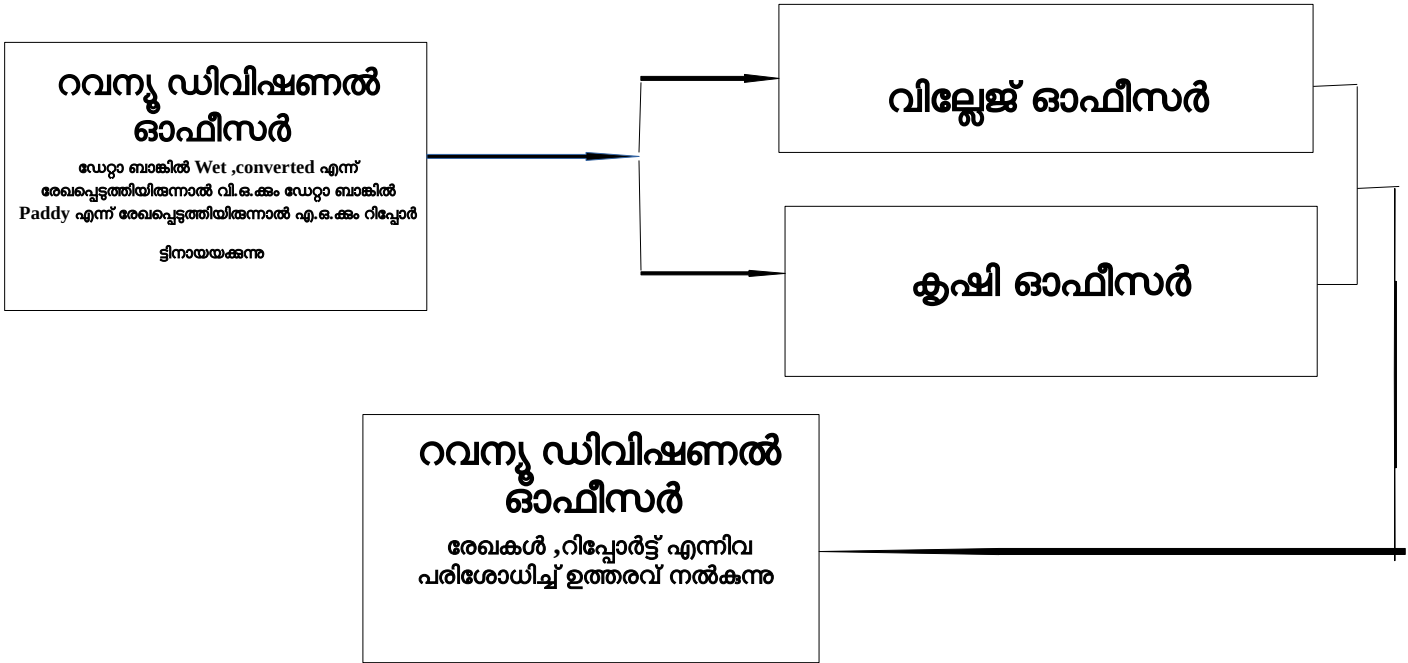 റവന്യൂ ഡിവിഷണൽ
ഓഫീസർ
ഡേറ്റാ ബാങ്കിൽ Wet ,converted എന്ന്
രേഖപ്പെടുത്തിയിരുന്നാൽ വി.ഒ.ക്കും ഡേറ്റാ ബാങ്കിൽ
Paddy എന്ന് രേഖപ്പെടുത്തിയിരുന്നാൽ എ.ഒ.ക്കും റിപ്പോർ
ട്ടിനായയക്കുന്നു
വില്ലേജ് ഓഫീസർ
കൃഷി ഓഫീസർ
റവന്യൂ ഡിവിഷണൽ
ഓഫീസർ
രേഖകൾ ,റിപ്പോർട്ട് എന്നിവ
പരിശോധിച്ച് ഉത്തരവ് നൽകുന്നു